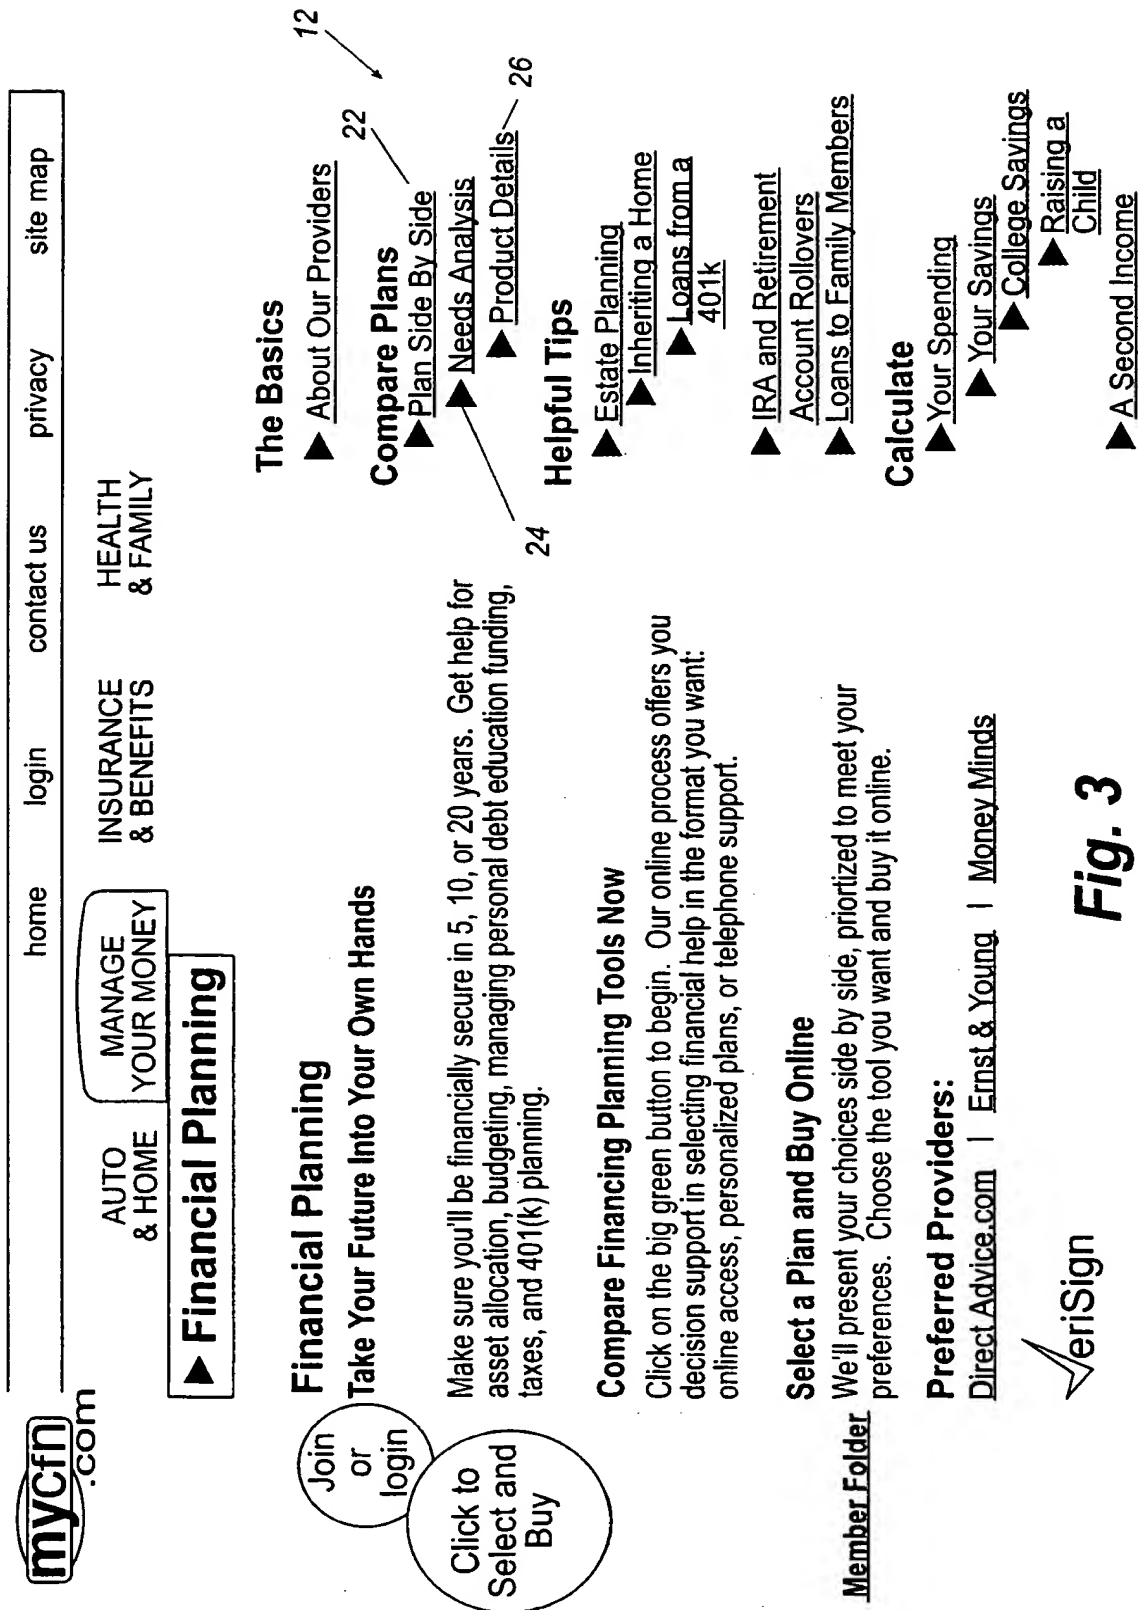 mycfn
.com
home login contact us privacy site map
AUTO
& HOME
MANAGE
YOUR MONEY
INSURANCE
& BENEFITS
HEALTH
& FAMILY
Financial Planning
Join
or
login
Click to
Select and
Buy
Member Folder
Financial Planning
Take Your Future Into Your Own Hands
Make sure you'll be financially secure in 5, 10, or 20 years. Get help for
asset allocation, budgeting, managing personal debt education funding,
taxes, and 401(k) planning.
Compare Financing Planning Tools Now
Click on the big green button to begin. Our online process offers you
decision support in selecting financial help in the format you want:
online access, personalized plans, or telephone support.
Select a Plan and Buy Online
We'll present your choices side by side, priortized to meet your
preferences. Choose the tool you want and buy it online.
Preferred Providers:
Direct Advice.com | Ernst & Young | Money Minds
VeriSign
The Basics
About Our Providers
Compare Plans
Plan Side By Side
Needs Analysis
Product Details
Helpful Tips
Estate Planning
Inheriting a Home
Loans from a
401k
IRA and Retirement
Account Rollovers
Loans to Family Members
Calculate
Your Spending
Your Savings
College Savings
Raising a
Child
A Second Income
12
22
26
24
Fig. 3